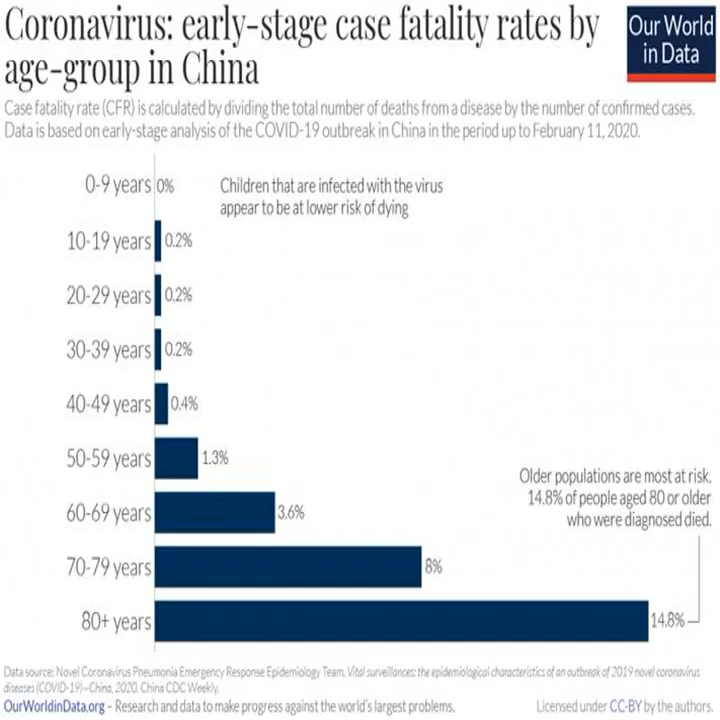 Coronavirus: early-stage case fatality rates by
age-group in China
Our World
in Data
Case fatality rate (CFR) is calculated by dividing the total number of deaths from a disease by the number of confirmed cases.
Data is based on early-stage analysis of the COVID-19 outbreak in China in the period up to February 11, 2020.
0-9 years 0%
Children that are infected with the virus
appear to be at lower risk of dying
10-19 years 0.2%
20-29 years 0.2%
30-39 years 0.2%
40-49 years 0.4%
50-59 years 1.3%
Older populations are most at risk.
14.8% of people aged 80 or older
who were diagnosed died.
60-69 years 3.6%
70-79 years 8%
80+ years 14.8%
Data source: Novel Coronavirus Pneumonia Emergency Response Epidemiology Team. Vital surveillances: the epidemiological characteristics of an outbreak of 2019 novel coronavirus
diseases (COVID-19)—China, 2020. China CDC Weekly.
OurWorldinData.org – Research and data to make progress against the world's largest problems.
Licensed under CC-BY by the authors.